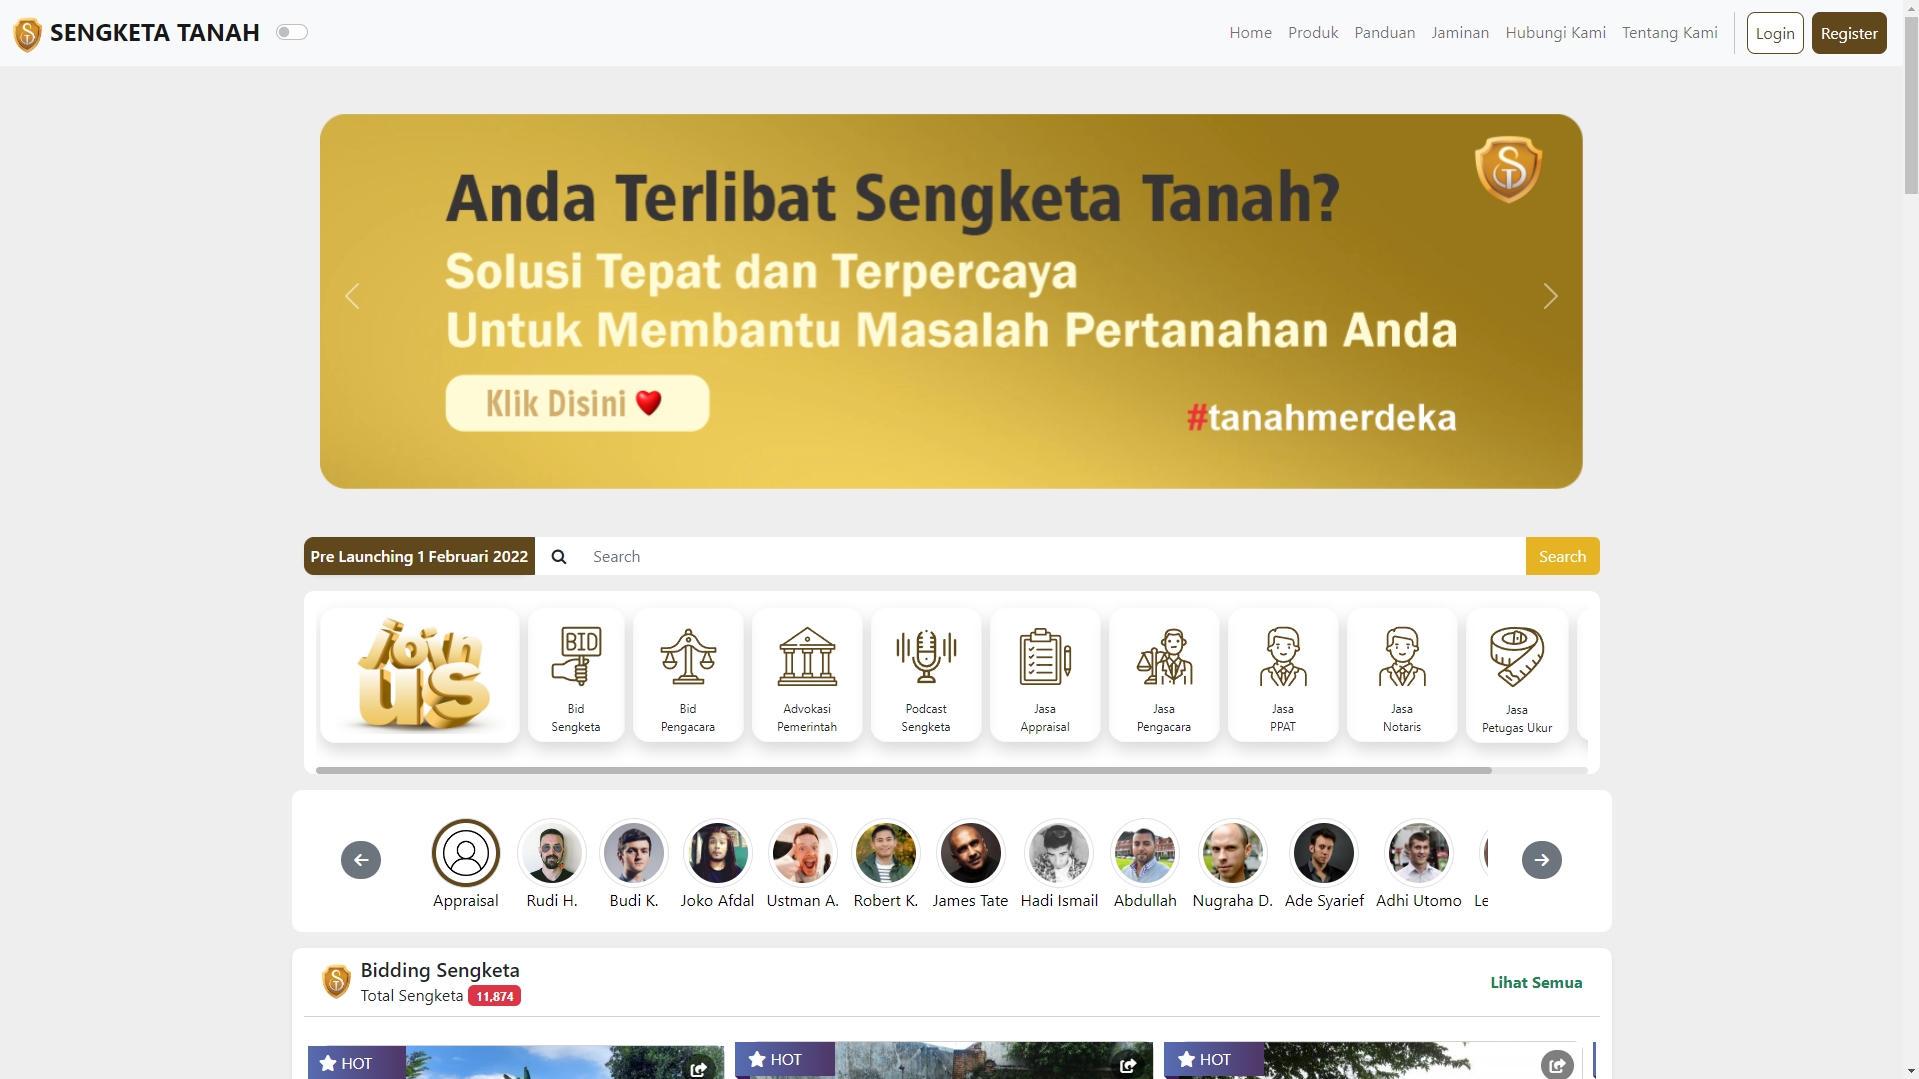 SENGKETA TANAH
Home Produk Panduan Jaminan Hubungi Kami Tentang Kami Login Register
Anda Terlibat Sengketa Tanah?
Solusi Tepat dan Terpercaya
Untuk Membantu Masalah Pertanahan Anda
Klik Disini
#tanahmerdeka
Pre Launching 1 Februari 2022 Search Search
join us
BID
Bid Sengketa
Bid Pengacara
Advokasi Pemerintah
Podcast Sengketa
Jasa Appraisal
Jasa Pengacara
Jasa PPAT
Jasa Notaris
Jasa Petugas Ukur
Appraisal Rudi H. Budi K. Joko Afdal Ustman A. Robert K. James Tate Hadi Ismail Abdullah Nugraha D. Ade Syarief Adhi Utomo Le
Bidding Sengketa
Total Sengketa 11,874
Lihat Semua
HOT HOT HOT